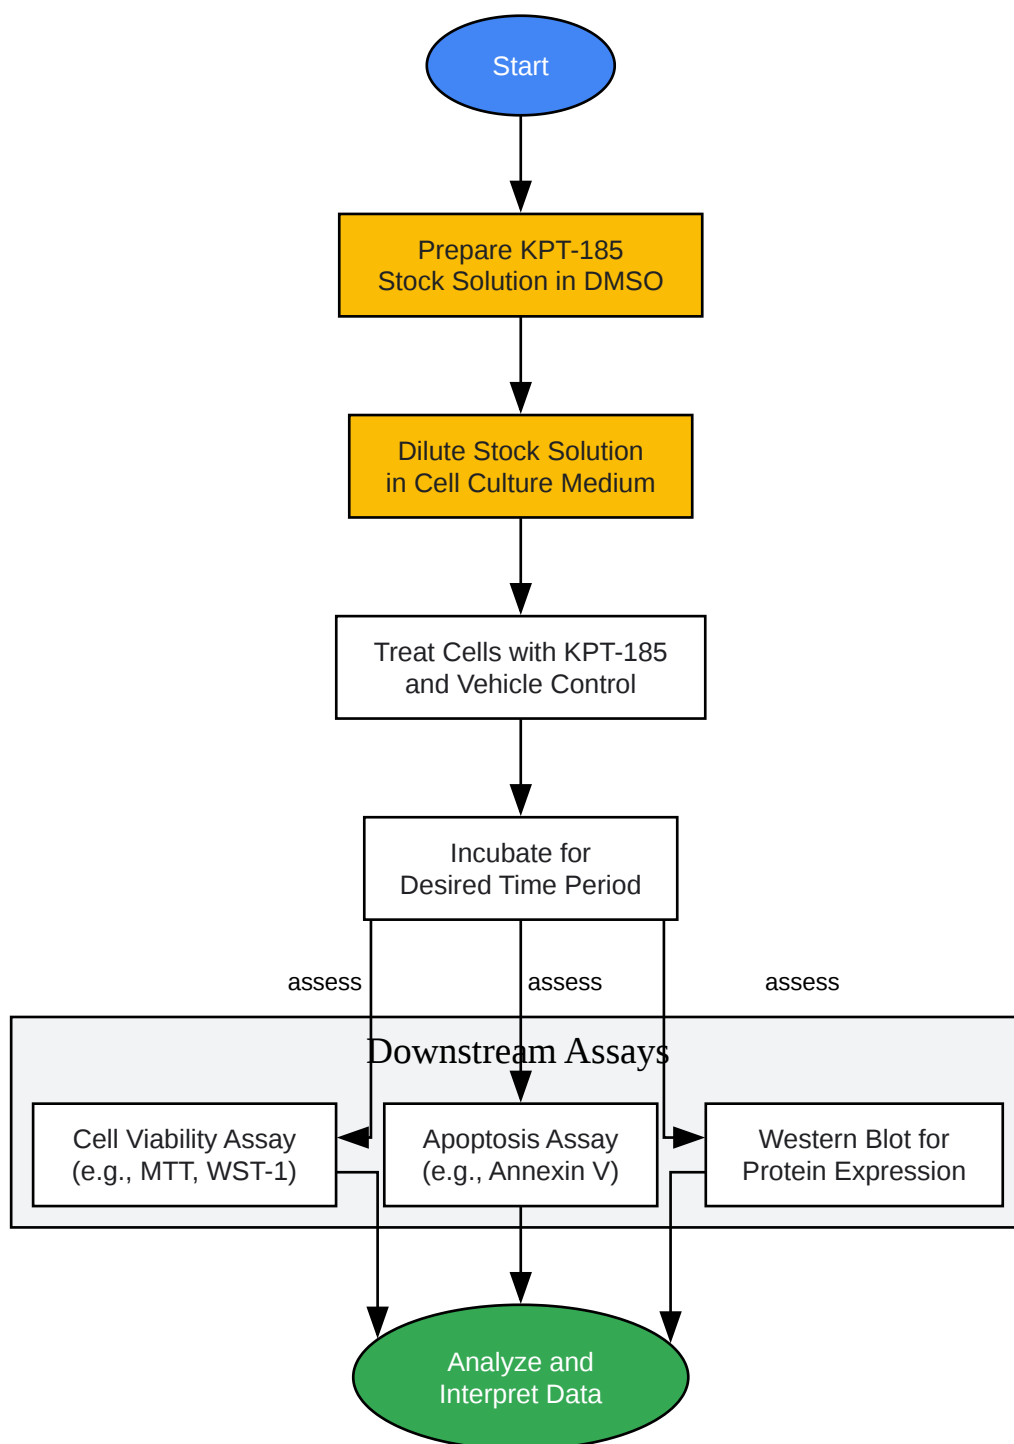 Start
Prepare KPT-185
Stock Solution in DMSO
Dilute Stock Solution
in Cell Culture Medium
Treat Cells with KPT-185
and Vehicle Control
Incubate for
Desired Time Period
assess
assess
assess
Downstream Assays
Cell Viability Assay
(e.g., MTT, WST-1)
Apoptosis Assay
(e.g., Annexin V)
Western Blot for
Protein Expression
Analyze and
Interpret Data